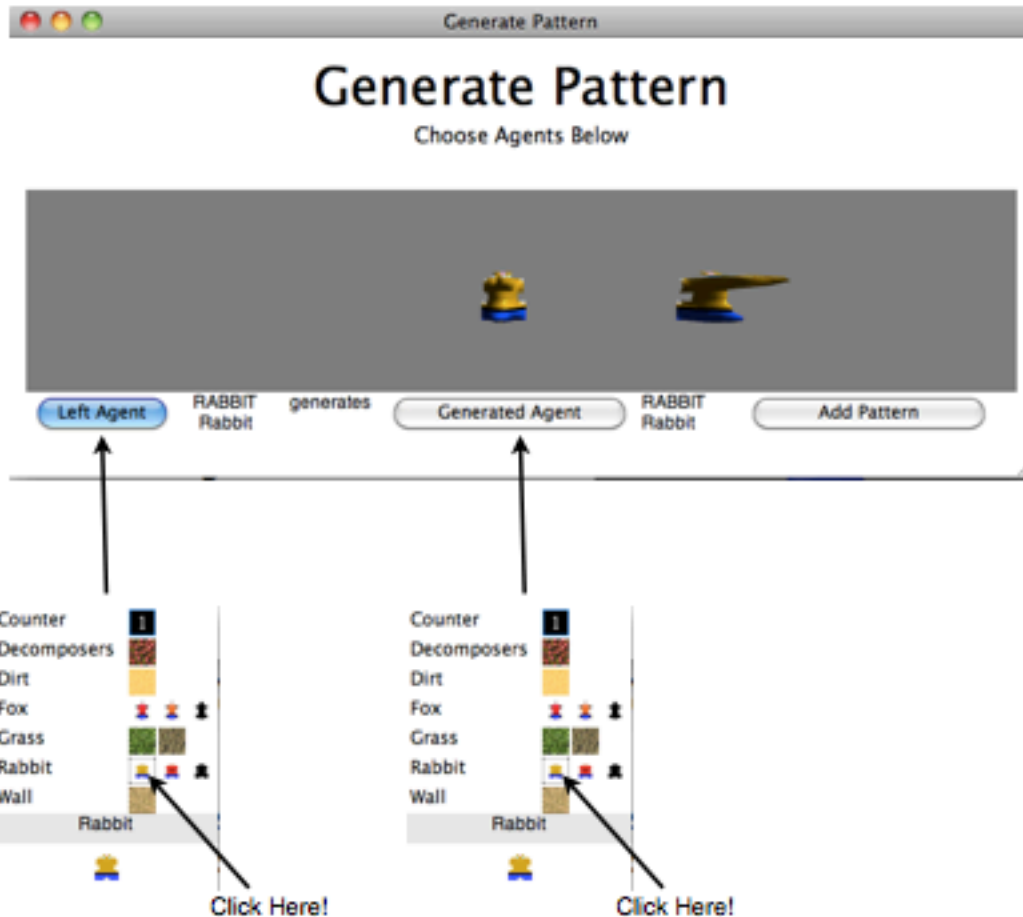 Generate Pattern
Generate Pattern
Choose Agents Below
Left Agent
RABBIT
Rabbit
generates
Generated Agent
RABBIT
Rabbit
Add Pattern
Counter
1
Decomposers
Dirt
Fox
Grass
Rabbit
Wall
Rabbit
Click Here!
Counter
1
Decomposers
Dirt
Fox
Grass
Rabbit
Wall
Rabbit
Click Here!